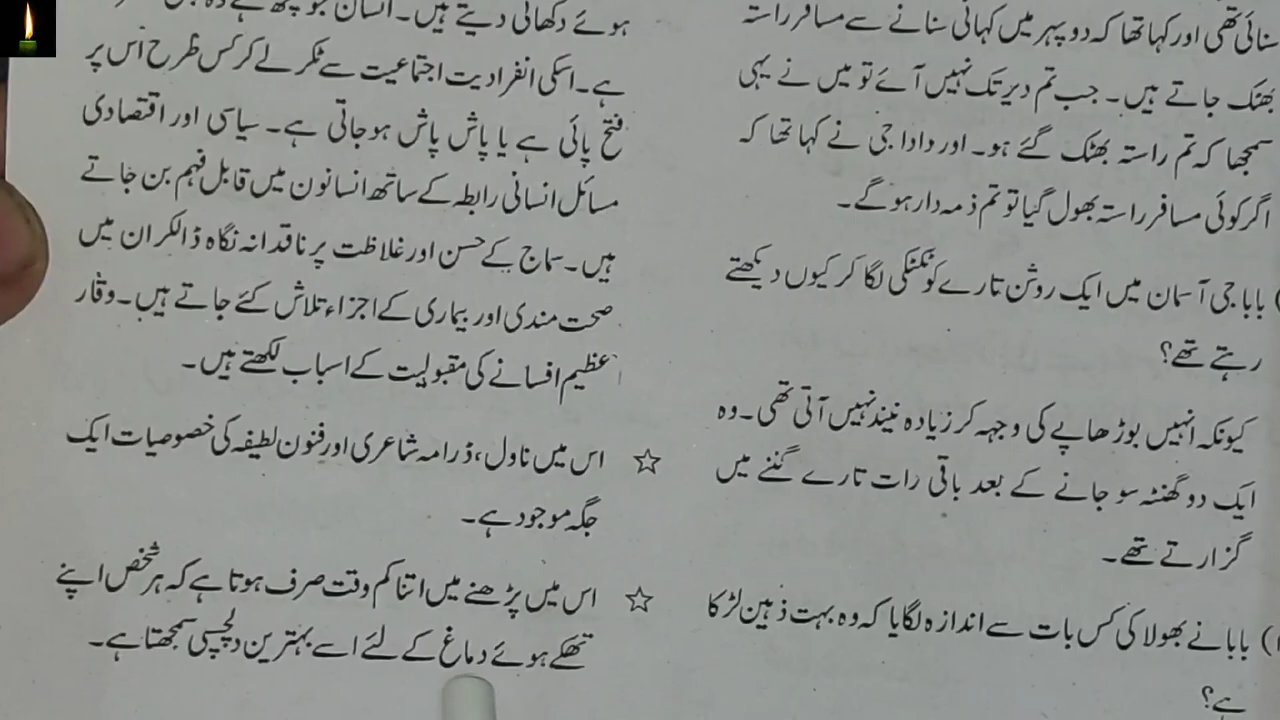 سنائی تھی اور کہا تھا کہ دوپہر میں کہانی سنانے سے مسافر راستہ
بھٹک جاتے ہیں۔ جب تم دیر تک نہیں آئے تو میں نے یہی
سمجھا کہ تم راستہ بھٹک گئے ہو۔ اور دادا جی نے کہا تھا کہ
اگر کوئی مسافر راستہ بھول گیا تو تم ذمہ دار ہوگے۔
) بابا جی آسمان میں ایک روشن تارے کو ٹکٹکی لگا کر کیوں دیکھتے
رہتے تھے؟
کیونکہ انہیں بوڑھاپے کی وجہہ کر زیادہ نیند نہیں آتی تھی۔ وہ
ایک دو گھنٹہ سو جانے کے بعد باقی رات تارے گننے میں
گزارتے تھے۔
) بابا نے بھولا کی کس بات سے اندازہ لگایا کہ وہ بہت ذہین لڑکا
ہے؟
ہوئے دکھائی دیتے ہیں۔ انسان جو کچھ ہے وہ
ہے۔ اسکی انفرادیت اجتماعیت سے ٹکر لے کر کس طرح اس پر
فتح پائی ہے یا پاش پاش ہو جاتی ہے۔ سیاسی اور اقتصادی
مسائل انسانی رابطہ کے ساتھ انسانون میں قابل فہم بن جاتے
ہیں۔ سماج کے حسن اور غلاظت پر ناقدانہ نگاہ ڈالکر ان میں
صحت مندی اور بیماری کے اجزاء تلاش کئے جاتے ہیں۔ وقار
عظیم افسانے کی مقبولیت کے اسباب لکھتے ہیں۔
☆ اس میں ناول، ڈرامہ شاعری اور فنون لطیفہ کی خصوصیات ایک
جگہ موجود ہے۔
☆ اس میں پڑھنے میں اتنا کم وقت صرف ہوتا ہے کہ ہر شخص اپنے
تھکے ہوئے دماغ کے لئے اسے بہترین دلچسپی سمجھتا ہے۔